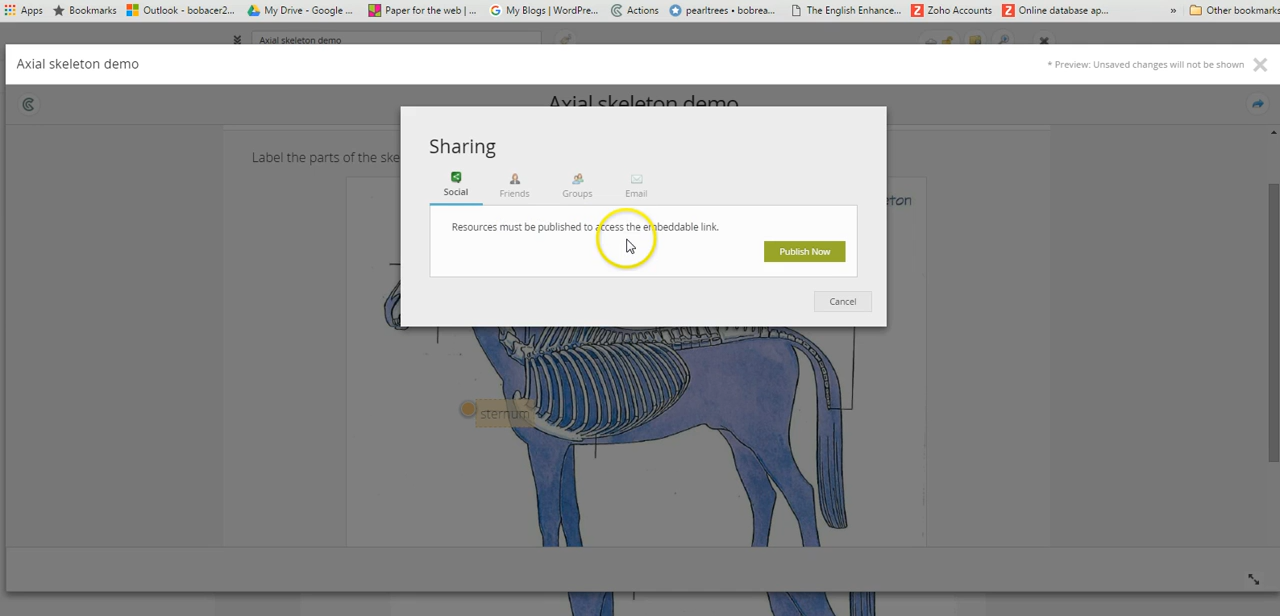 Apps Bookmarks Outlook - bobacer2... My Drive - Google ... Paper for the web | ... My Blogs | WordPre... Actions pearltrees • bobrea... The English Enhance... Zoho Accounts Online database ap... » Other bookmarks
Axial skeleton demo
Axial skeleton demo * Preview: Unsaved changes will not be shown
Axial skeleton demo
Sharing
Label the parts of the ske
Social Friends Groups Email
Resources must be published to access the embeddable link.
Publish Now
Cancel
sternum